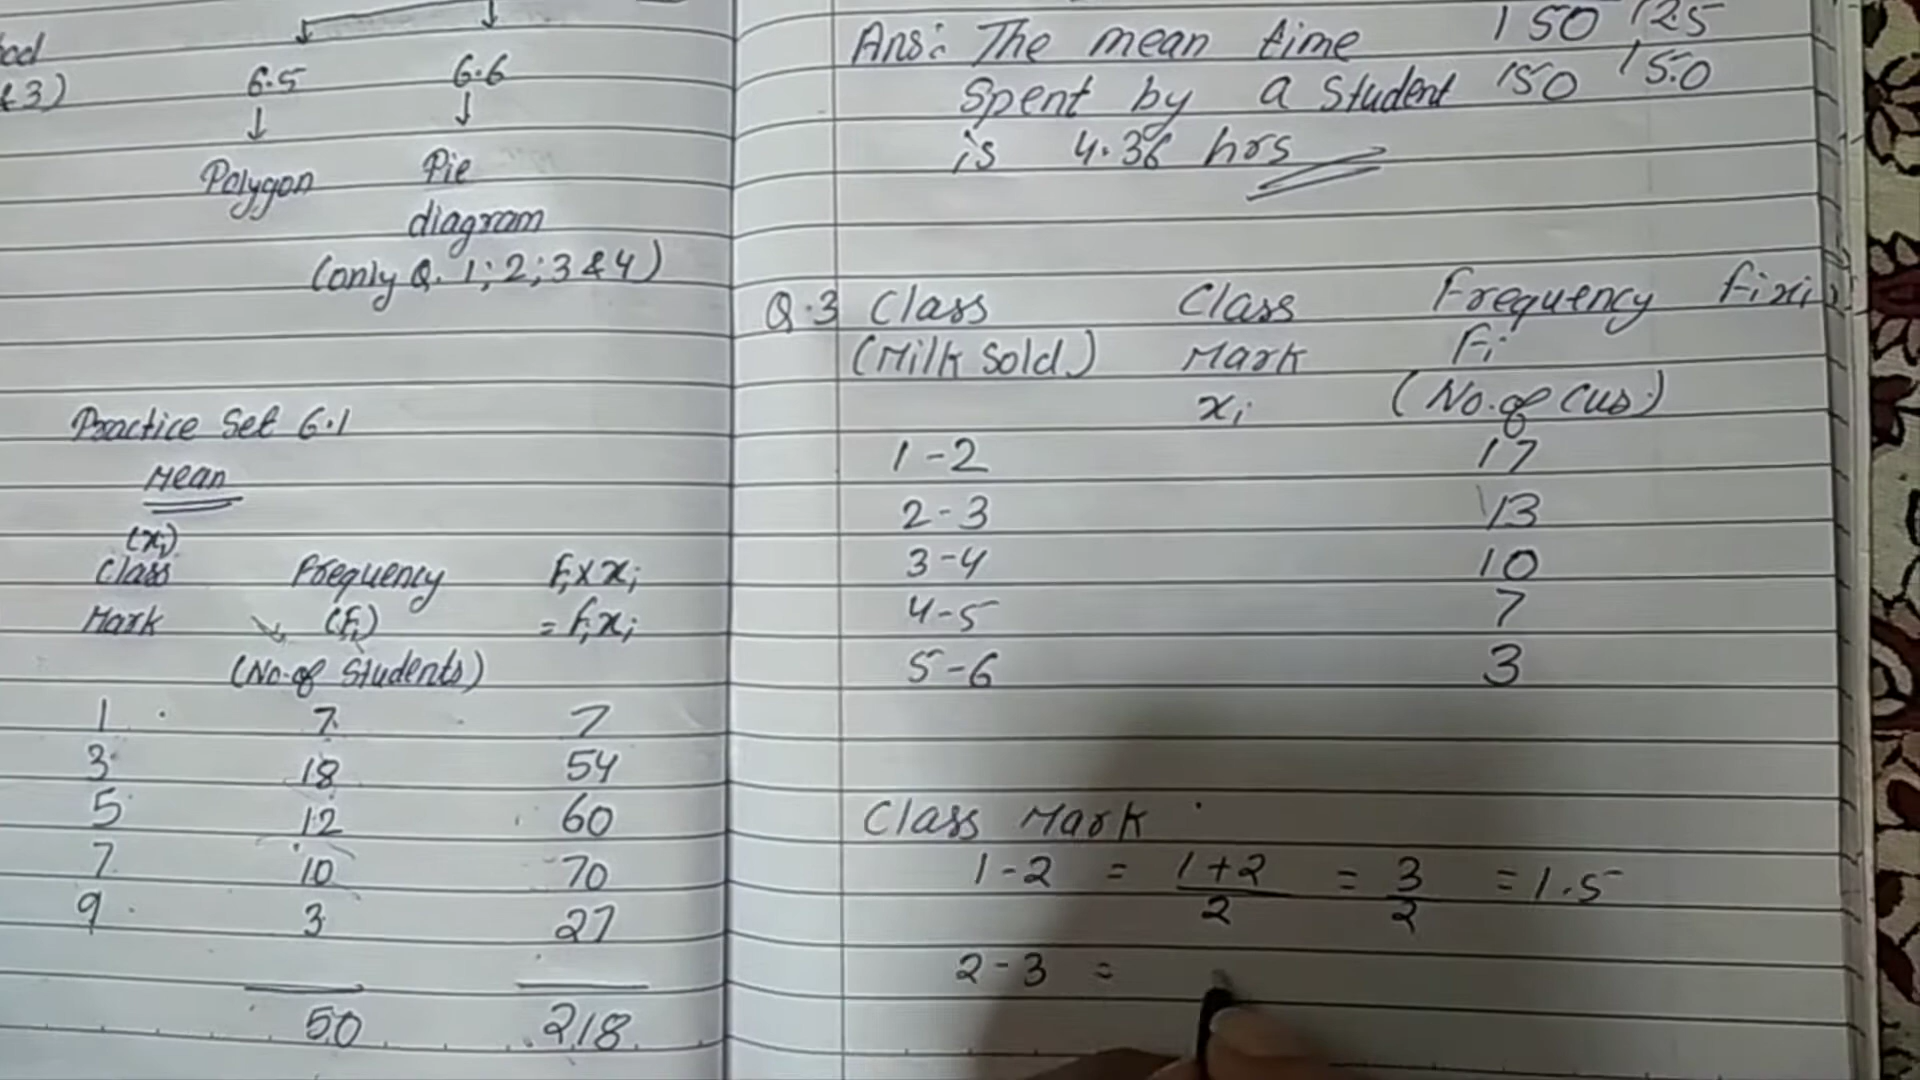 &3)
6.5 6.6
Polygon Pie
diagram
(only Q. 1; 2; 3 & 4)
Practice Set 6.1
Mean
(xi)
Class Frequency Fi×xi
Mark (Fi) = fixi
(No. of Students)
1 7 7
3 18 54
5 12 60
7 10 70
9 3 27
50 218
Ans: The mean time 150 125
Spent by a Student 150 150
is 4.36 hrs
Q.3 Class Class Frequency fixi
(Milk Sold) Mark Fi
xi (No. of Cus)
1-2 17
2-3 13
3-4 10
4-5 7
5-6 3
Class Mark
1-2 = 1+2/2 = 3/2 = 1.5
2-3 =